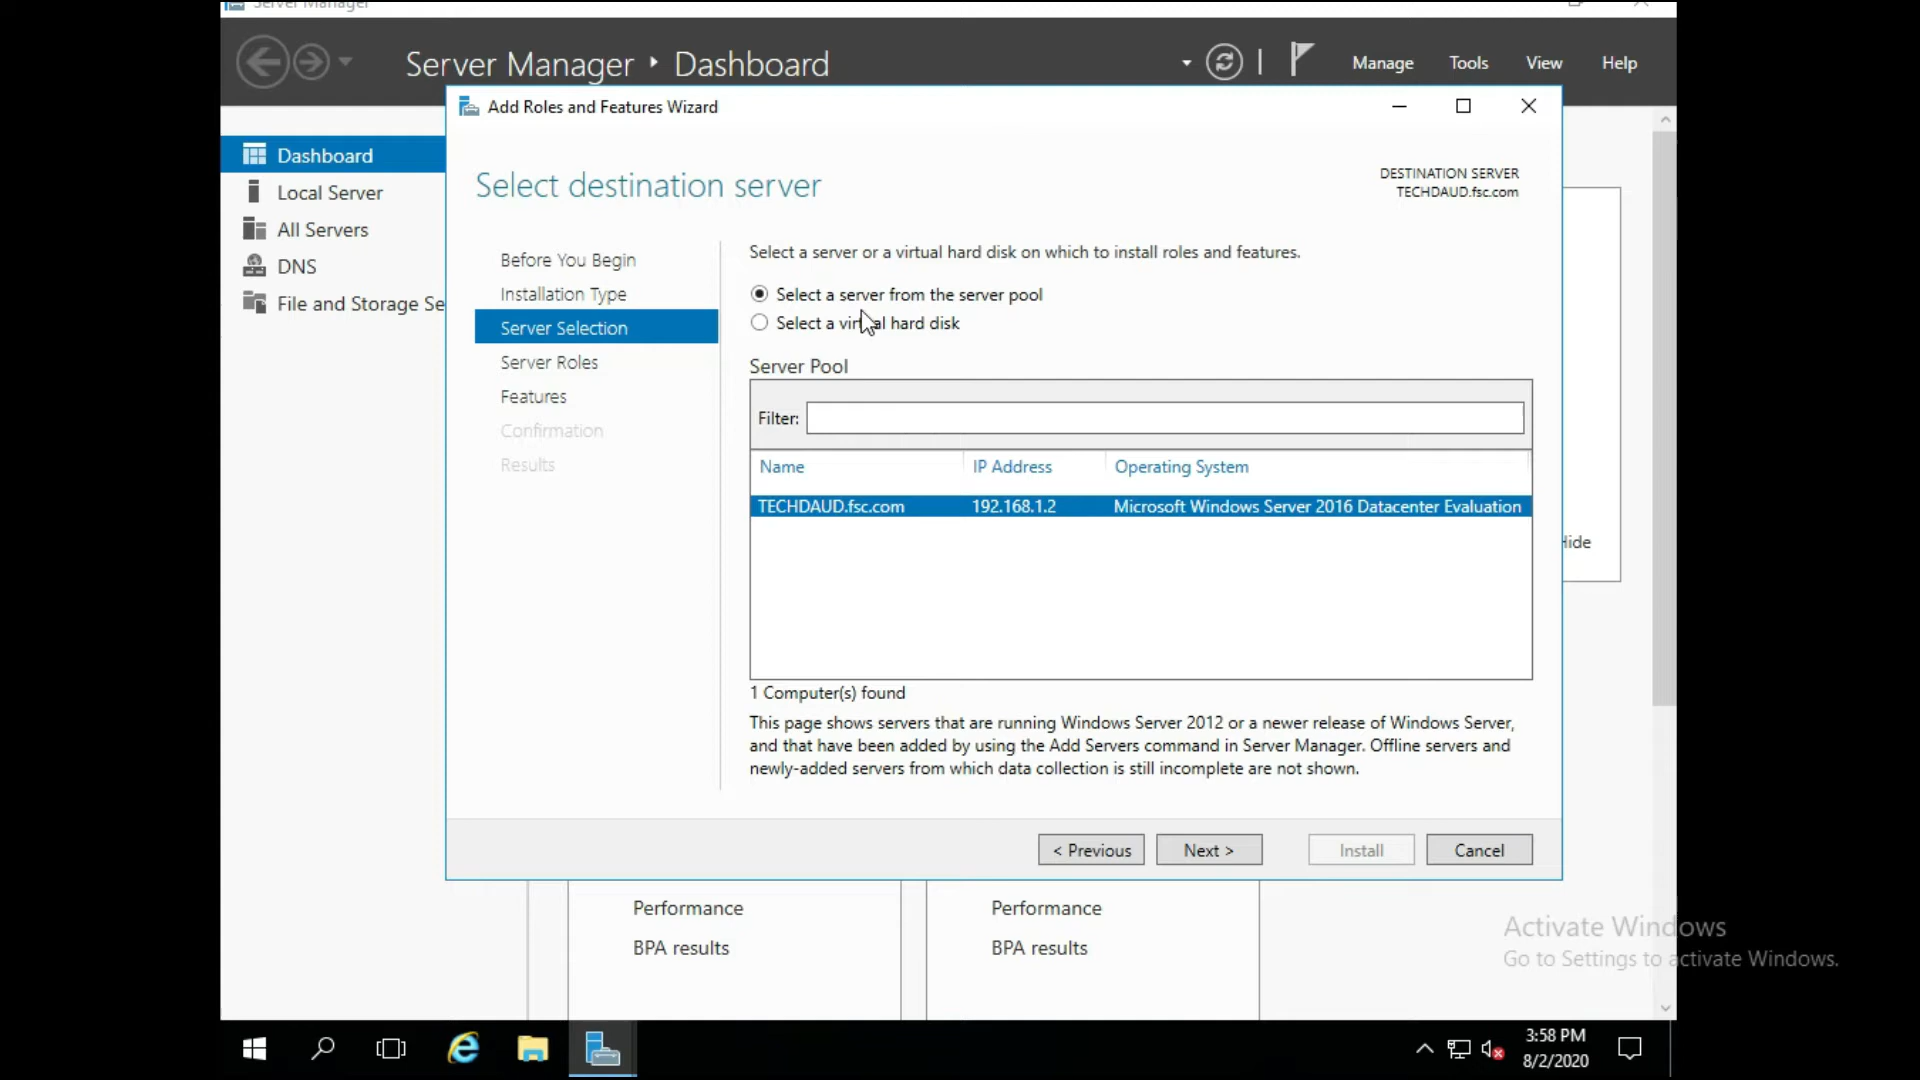 Server Manager
Server Manager • Dashboard
Manage Tools View Help
Add Roles and Features Wizard
Dashboard
Local Server
All Servers
DNS
File and Storage Se
Select destination server
DESTINATION SERVER
TECHDAUD.fsc.com
Before You Begin
Installation Type
Server Selection
Server Roles
Features
Confirmation
Results
Select a server or a virtual hard disk on which to install roles and features.
Select a server from the server pool
Select a virtual hard disk
Server Pool
Filter:
Name IP Address Operating System
TECHDAUD.fsc.com 192.168.1.2 Microsoft Windows Server 2016 Datacenter Evaluation
1 Computer(s) found
This page shows servers that are running Windows Server 2012 or a newer release of Windows Server,
and that have been added by using the Add Servers command in Server Manager. Offline servers and
newly-added servers from which data collection is still incomplete are not shown.
Hide
< Previous Next > Install Cancel
Performance Performance
BPA results BPA results
Activate Windows
Go to Settings to activate Windows.
3:58 PM
8/2/2020